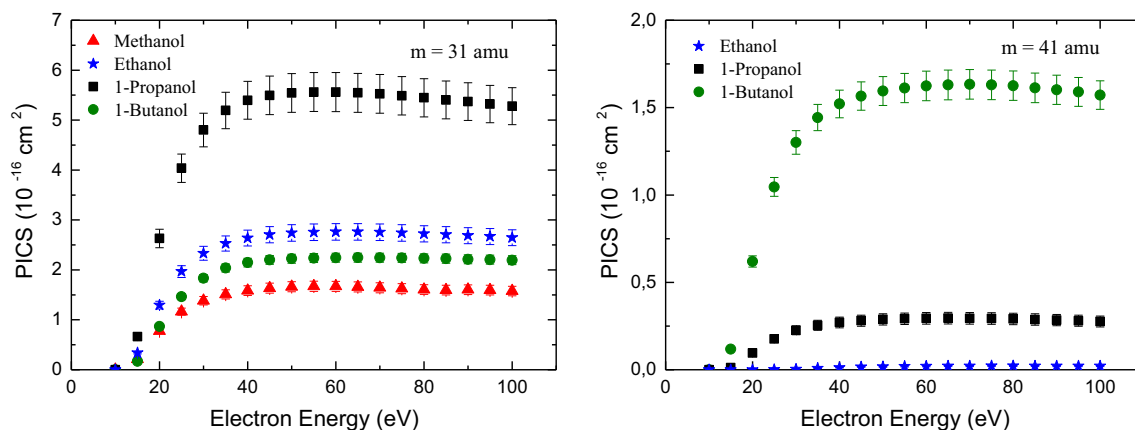 7
6
5
4
3
2
1
0
PICS (10 -16 cm 2)
Methanol
Ethanol
1-Propanol
1-Butanol
m = 31 amu
0 20 40 60 80 100
Electron Energy (eV)
2,0
1,5
1,0
0,5
0,0
PICS (10 -16 cm 2)
Ethanol
1-Propanol
1-Butanol
m = 41 amu
0 20 40 60 80 100
Electron Energy (eV)